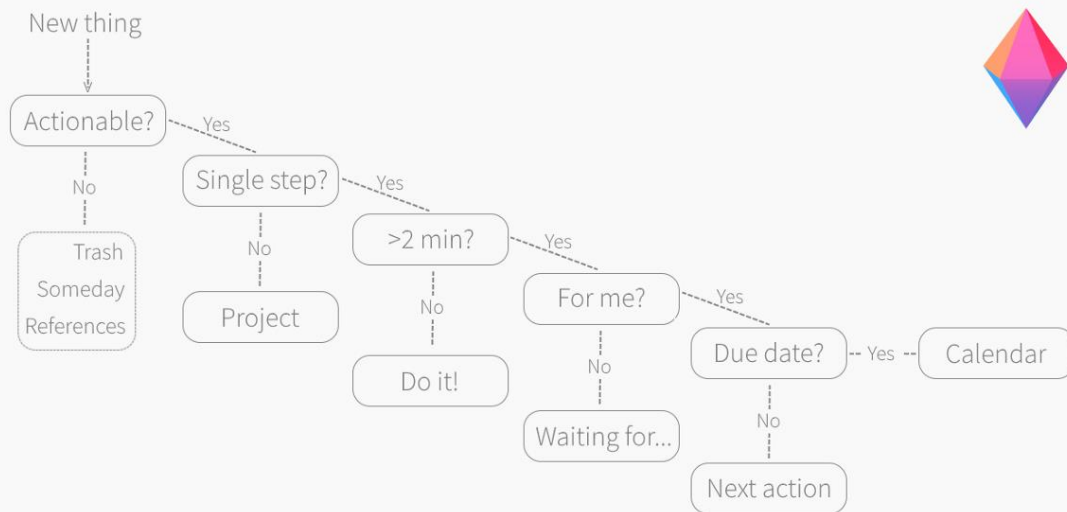 New thing
Actionable?
Yes
No
Single step?
Yes
Trash
Someday
References
No
>2 min?
Yes
Project
No
For me?
Yes
Do it!
No
Due date?
Yes
Calendar
Waiting for...
No
Next action